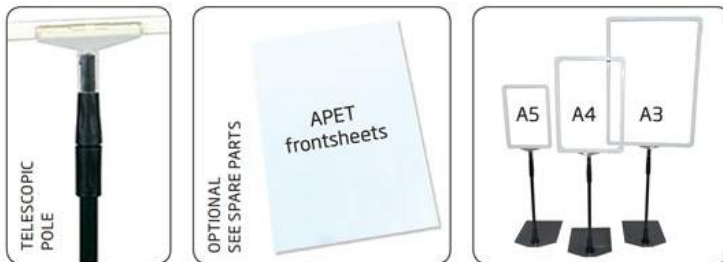 TELESCOPIC
POLE
OPTIONAL
SEE SPARE PARTS
APET
frontsheets
A5
A4
A3